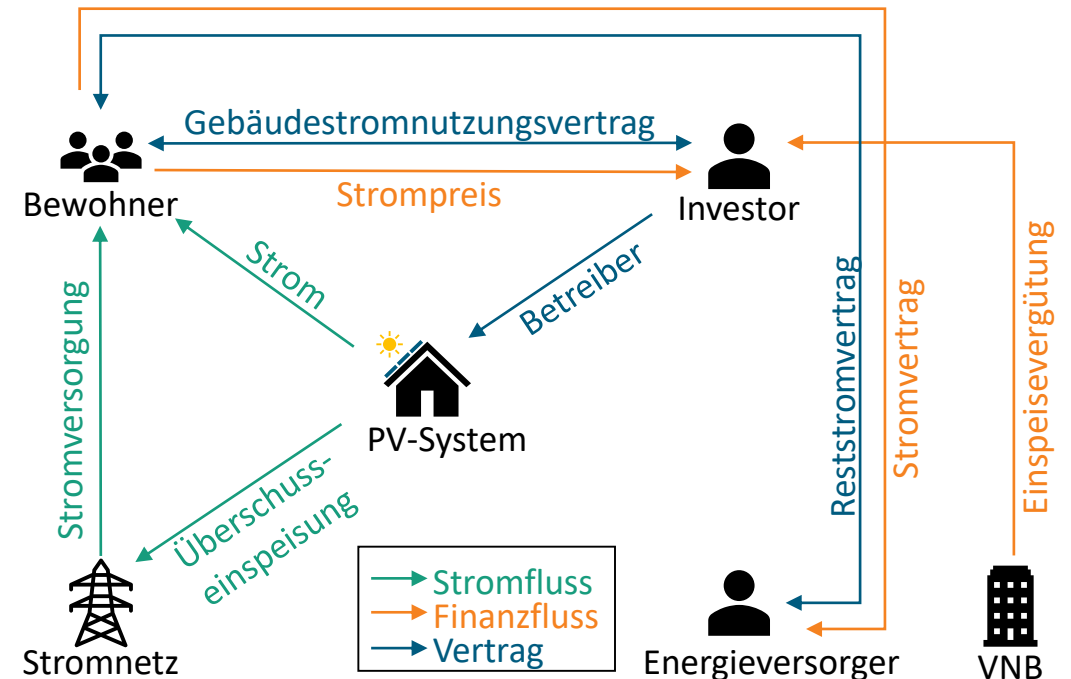 Gebäudestromnutzungsvertrag
Strompreis
Bewohner
Investor
Strom
Betreiber
Stromversorgung
PV-System
Überschuss-
einspeisung
Reststromvertrag
Stromvertrag
Einspeisevergütung
Stromfluss
Finanzfluss
Vertrag
Stromnetz
Energieversorger
VNB